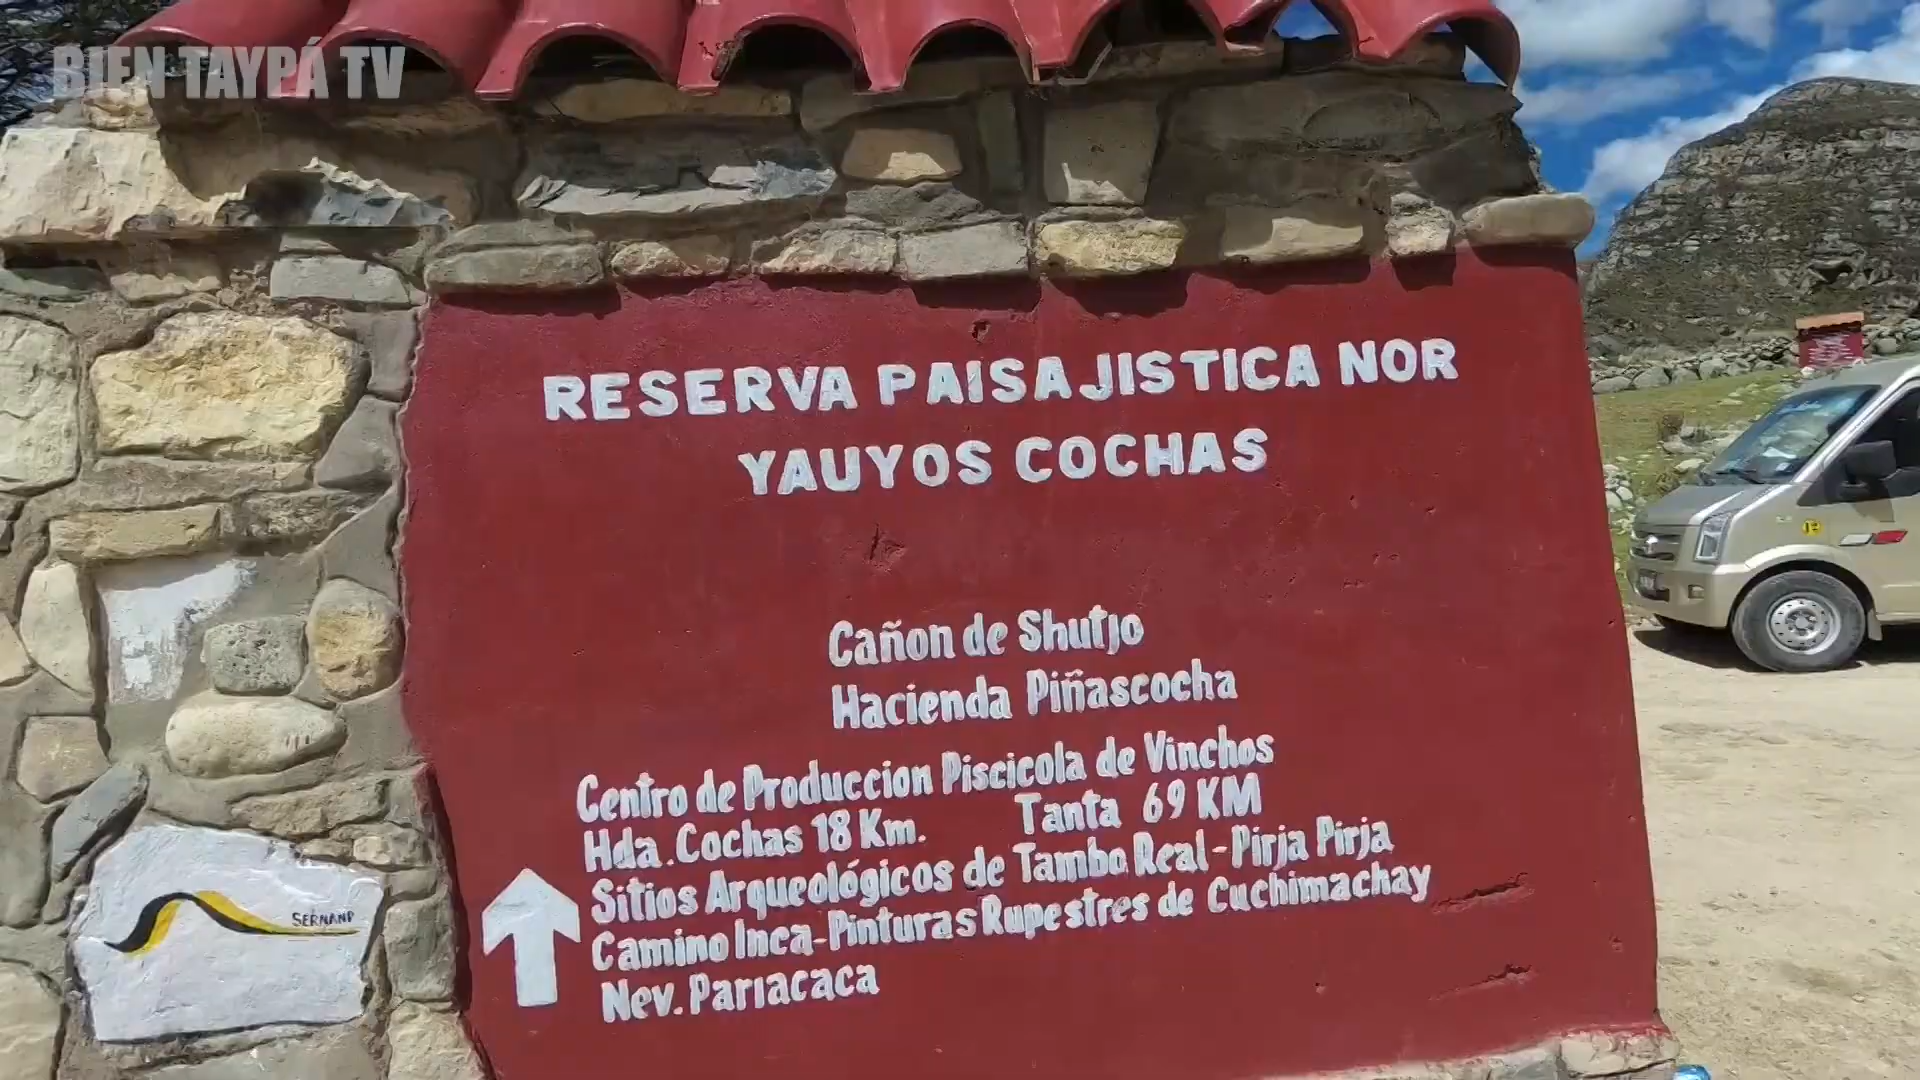 BIEN TAYPÁ TV
RESERVA PAISAJISTICA NOR
YAUYOS COCHAS
Cañon de Shutjo
Hacienda Piñascocha
Centro de Produccion Piscicola de Vinchos
Hda. Cochas 18 Km. Tanta 69 KM
Sitios Arqueológicos de Tambo Real - Pirja Pirja
Camino Inca - Pinturas Rupestres de Cuchimachay
Nev. Pariacaca
SERNANP
12